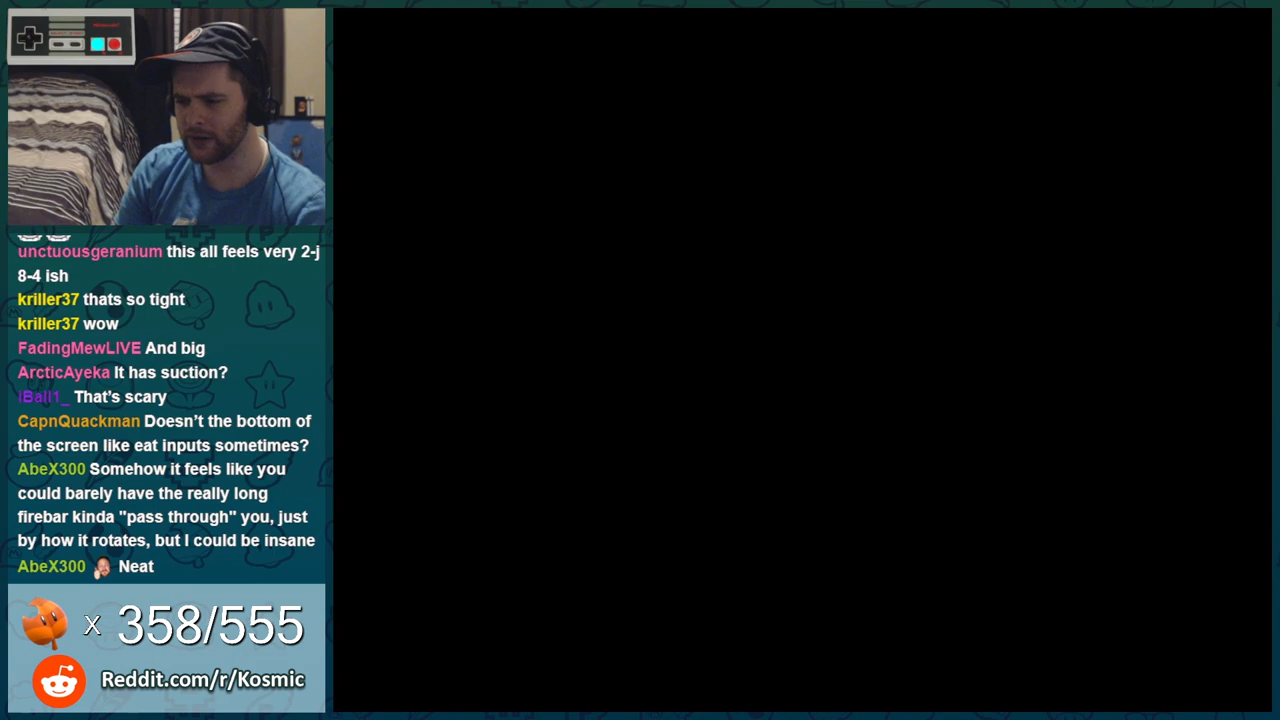 unctuousgeranium this all feels very 2-j
8-4 ish
kriller37 thats so tight
kriller37 wow
FadingMewLIVE And big
ArcticAyeka It has suction?
iBall1_ That's scary
CapnQuackman Doesn't the bottom of
the screen like eat inputs sometimes?
AbeX300 Somehow it feels like you
could barely have the really long
firebar kinda "pass through" you, just
by how it rotates, but I could be insane
AbeX300 Neat
x 358/555
Reddit.com/r/Kosmic